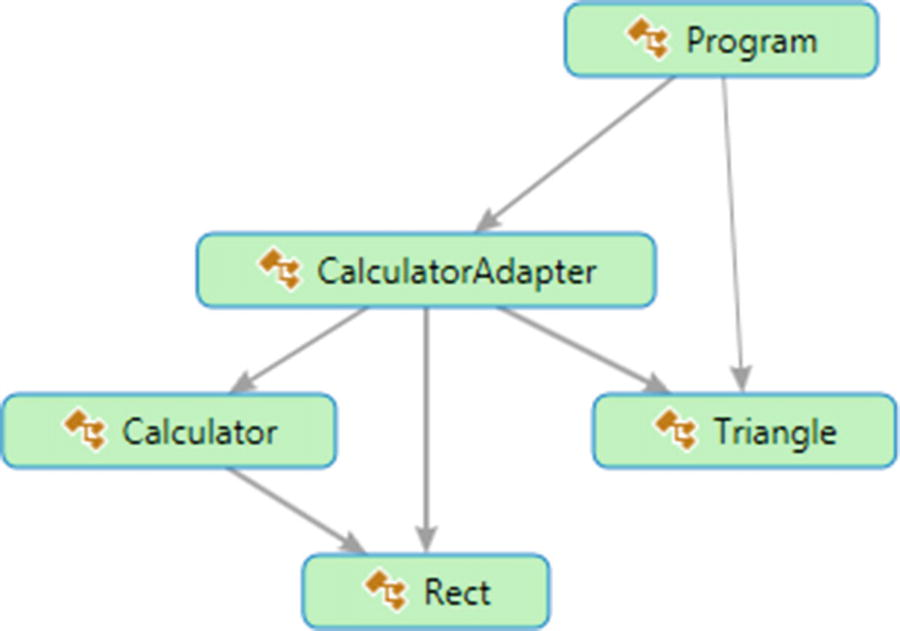 Program
CalculatorAdapter
Calculator
Triangle
Rect